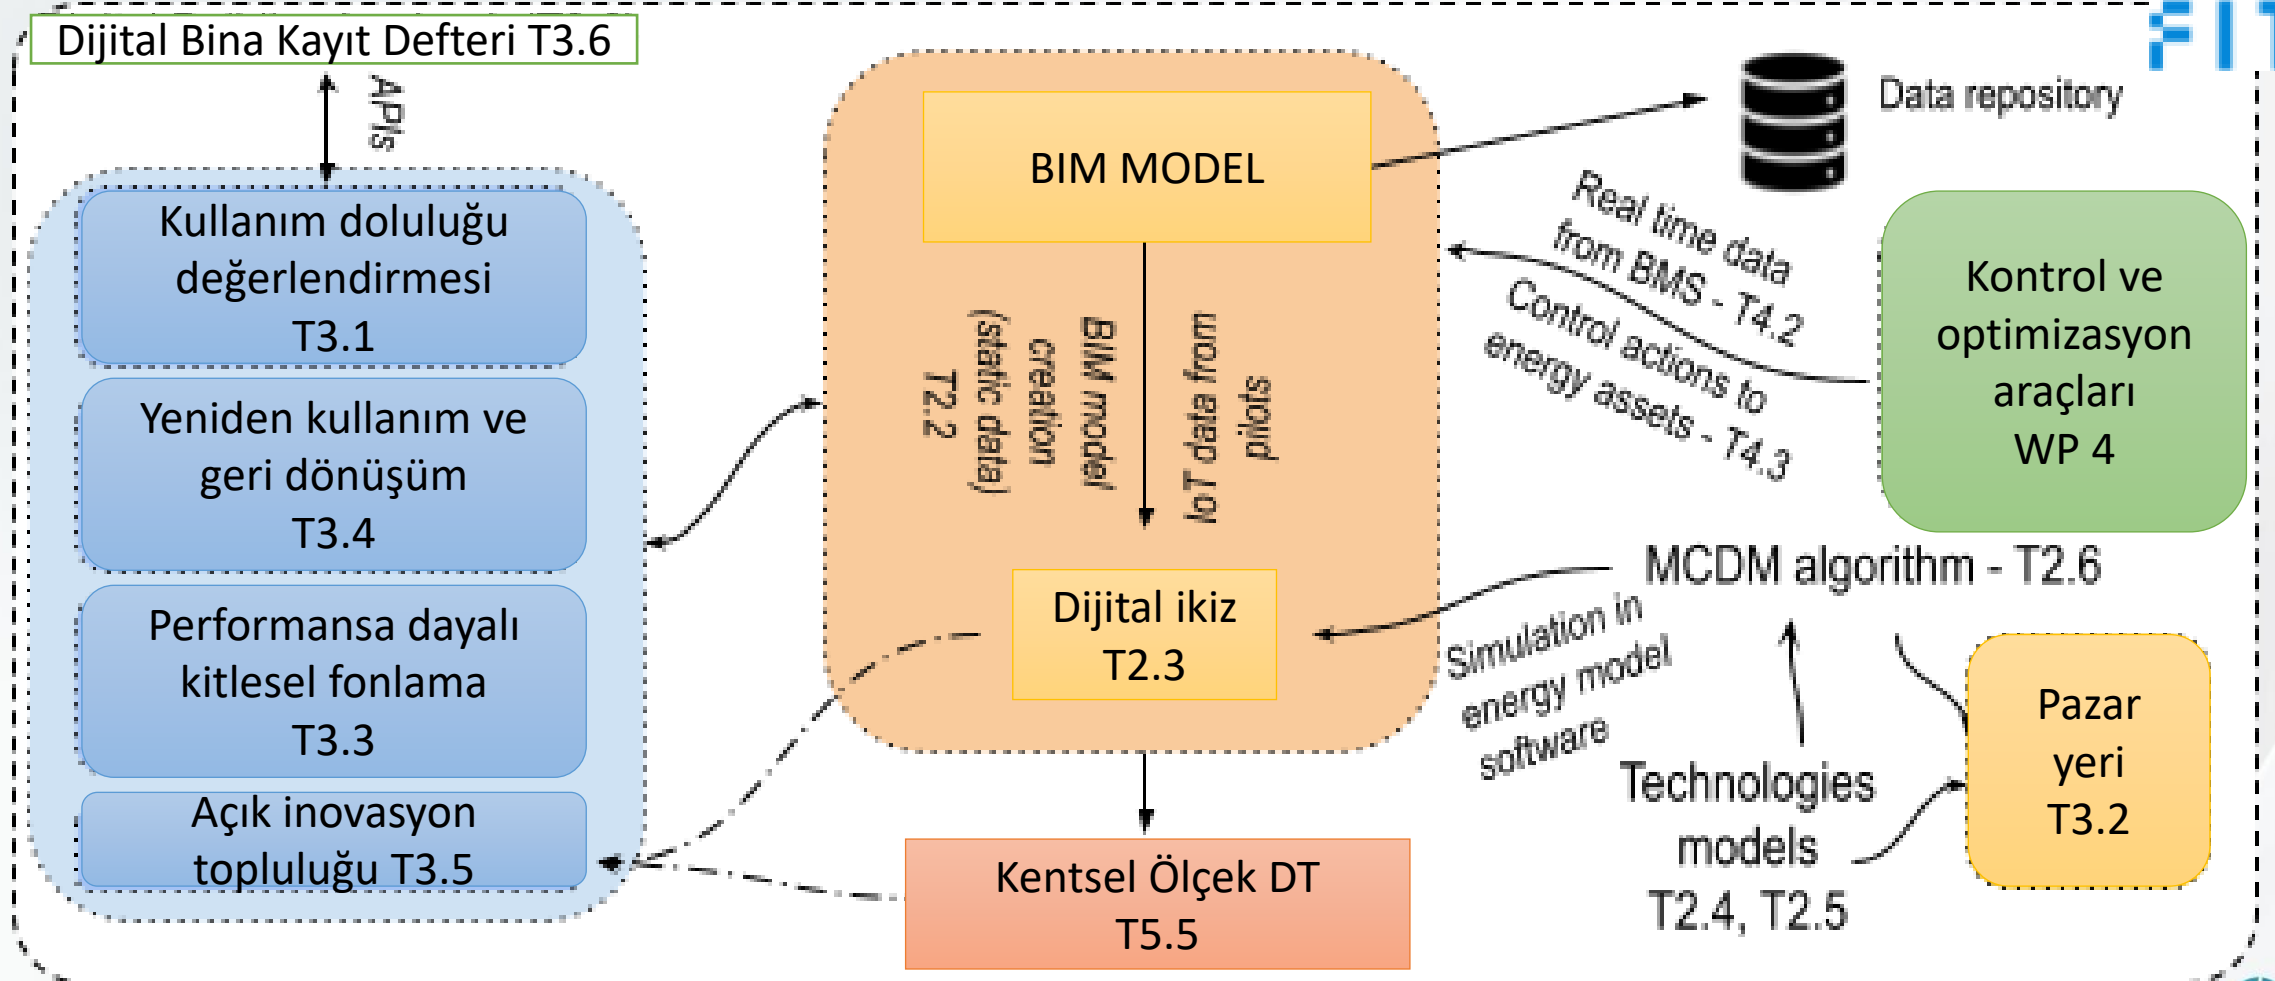 Dijital Bina Kayıt Defteri T3.6
APIs
Kullanım doluluğu
değerlendirmesi
T3.1
Yeniden kullanım ve
geri dönüşüm
T3.4
Performansa dayalı
kitlesel fonlama
T3.3
Açık inovasyon
topluluğu T3.5
BIM MODEL
BIM model
creation
(static data)
T2.2
IoT data from
pilots
Dijital ikiz
T2.3
Kentsel Ölçek DT
T5.5
Data repository
Real time data
from BMS - T4.2
Control actions to
energy assets - T4.3
Kontrol ve
optimizasyon
araçları
WP 4
MCDM algorithm - T2.6
Simulation in
energy model
software
Technologies
models
T2.4, T2.5
Pazar
yeri
T3.2